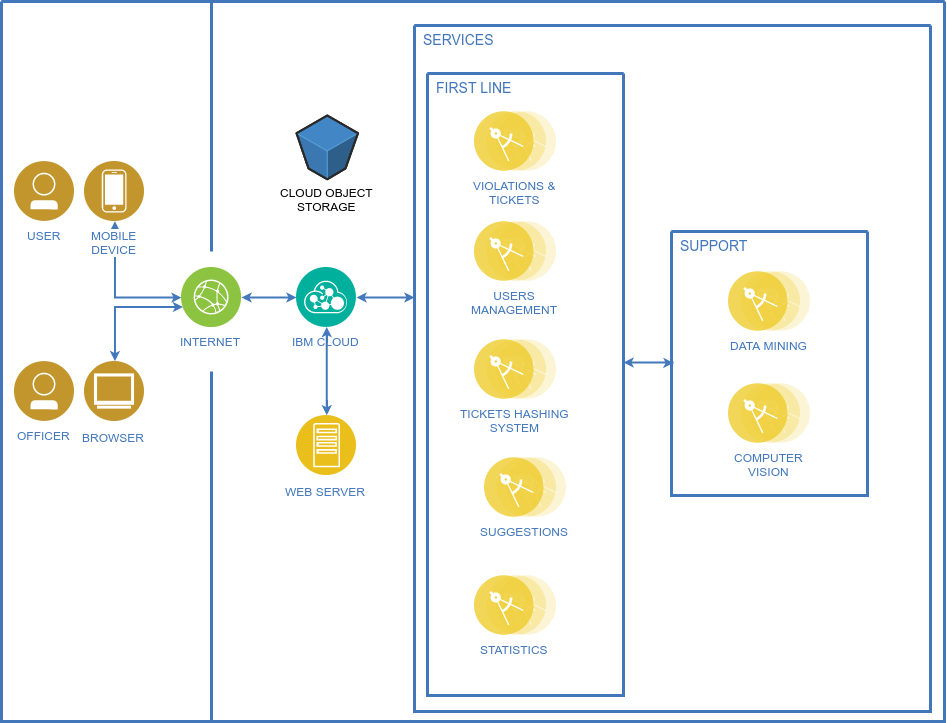 SERVICES
FIRST LINE
VIOLATIONS &
TICKETS
USERS
MANAGEMENT
TICKETS HASHING
SYSTEM
SUGGESTIONS
STATISTICS
SUPPORT
DATA MINING
COMPUTER
VISION
CLOUD OBJECT
STORAGE
USER
MOBILE
DEVICE
INTERNET
IBM CLOUD
OFFICER
BROWSER
WEB SERVER